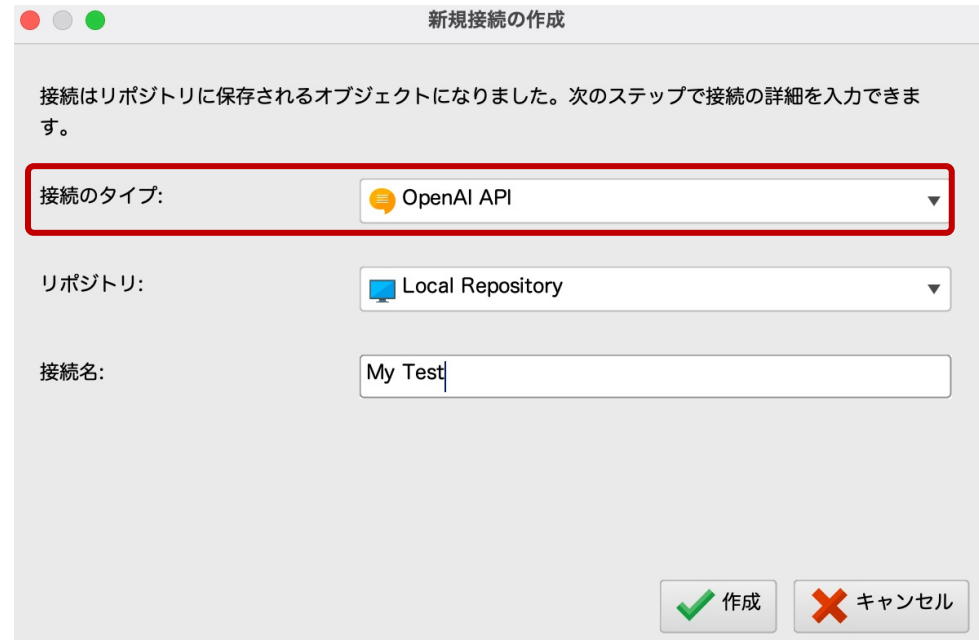 新規接続の作成
接続はリポジトリに保存されるオブジェクトになりました。次のステップで接続の詳細を入力できま
す。
接続のタイプ: OpenAI API
リポジトリ: Local Repository
接続名: My Test
作成 キャンセル